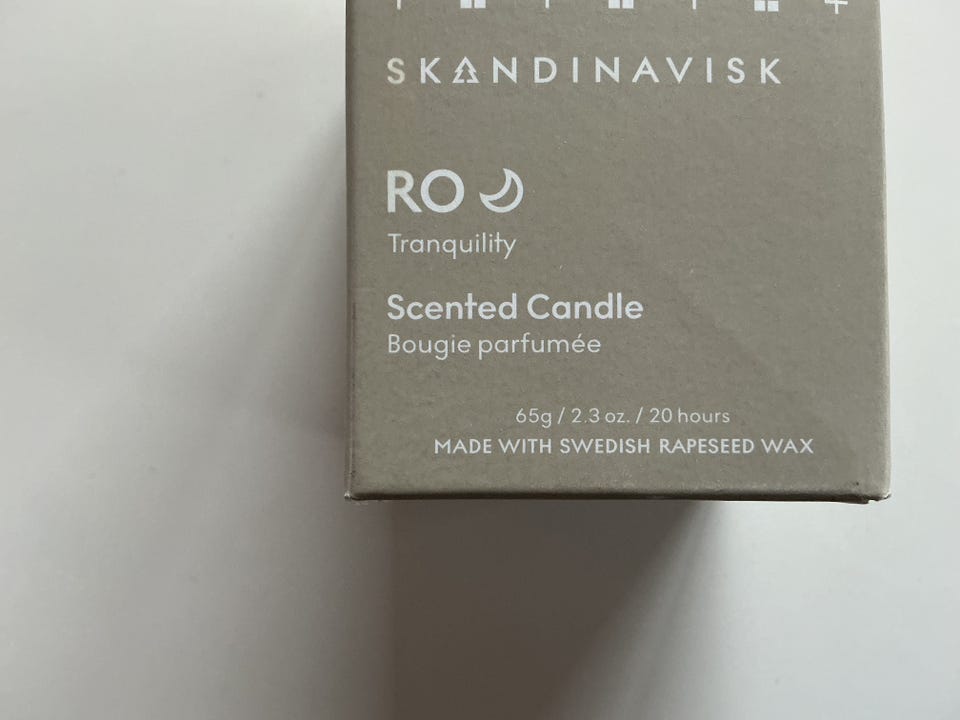 SKANDINAVISK
RO
Tranquility
Scented Candle
Bougie parfumée
65g / 2.3 oz. / 20 hours
MADE WITH SWEDISH RAPESEED WAX